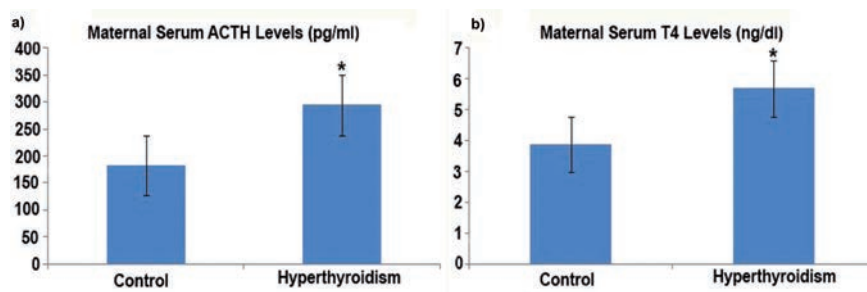 a)
Maternal Serum ACTH Levels (pg/ml)
400
350
300
250
200
150
100
50
0
*
Control
Hyperthyroidism
b)
Maternal Serum T4 Levels (ng/dl)
7
6
5
4
3
2
1
0
*
Control
Hyperthyroidism